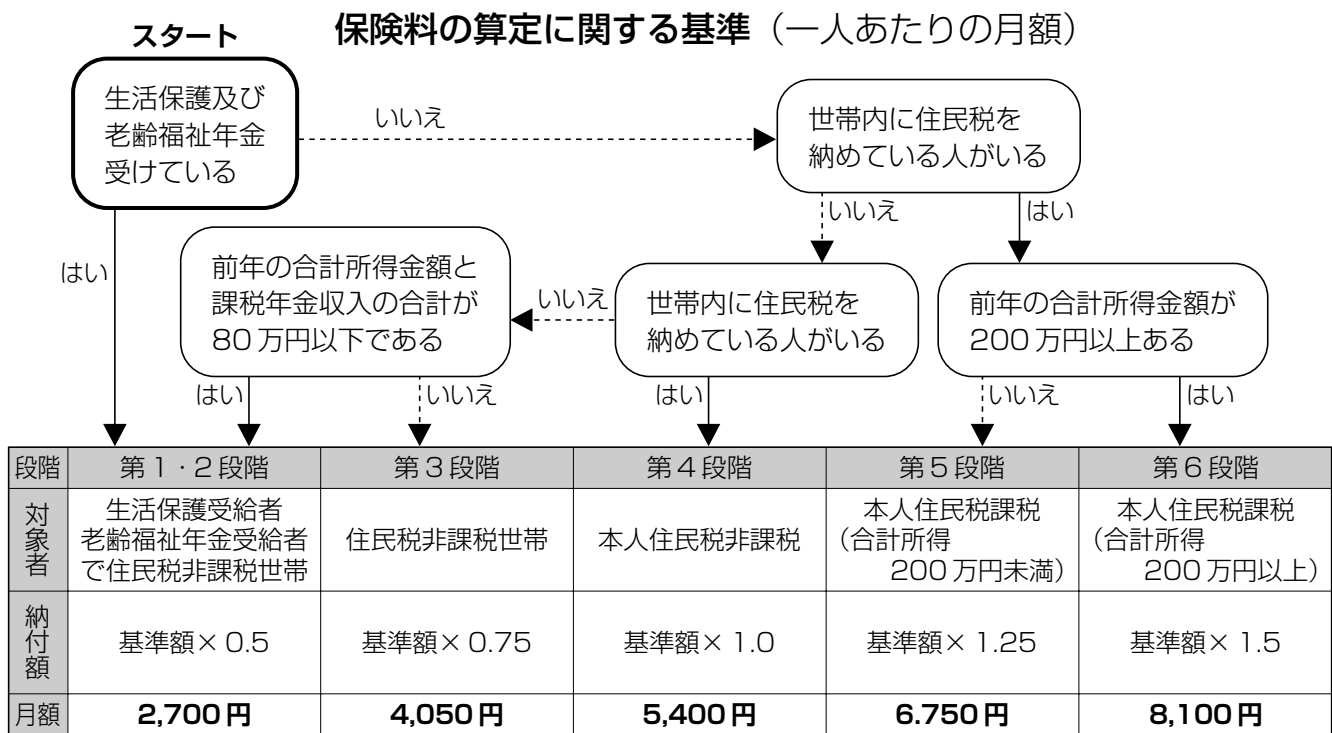 スタート
保険料の算定に関する基準（一人あたりの月額）
生活保護及び
老齢福祉年金
受けている
いいえ
世帯内に住民税を
納めている人がいる
いいえ
はい
はい
前年の合計所得金額と
課税年金収入の合計が
80万円以下である
いいえ
世帯内に住民税を
納めている人がいる
前年の合計所得金額が
200万円以上ある
はい
いいえ
はい
いいえ
はい
段階 第1・2段階 第3段階 第4段階 第5段階 第6段階
対象者
生活保護受給者
老齢福祉年金受給者
で住民税非課税世帯
住民税非課税世帯
本人住民税非課税
本人住民税課税
（合計所得
200万円未満）
本人住民税課税
（合計所得
200万円以上）
納付額 基準額×0.5 基準額×0.75 基準額×1.0 基準額×1.25 基準額×1.5
月額 2,700円 4,050円 5,400円 6.750円 8,100円